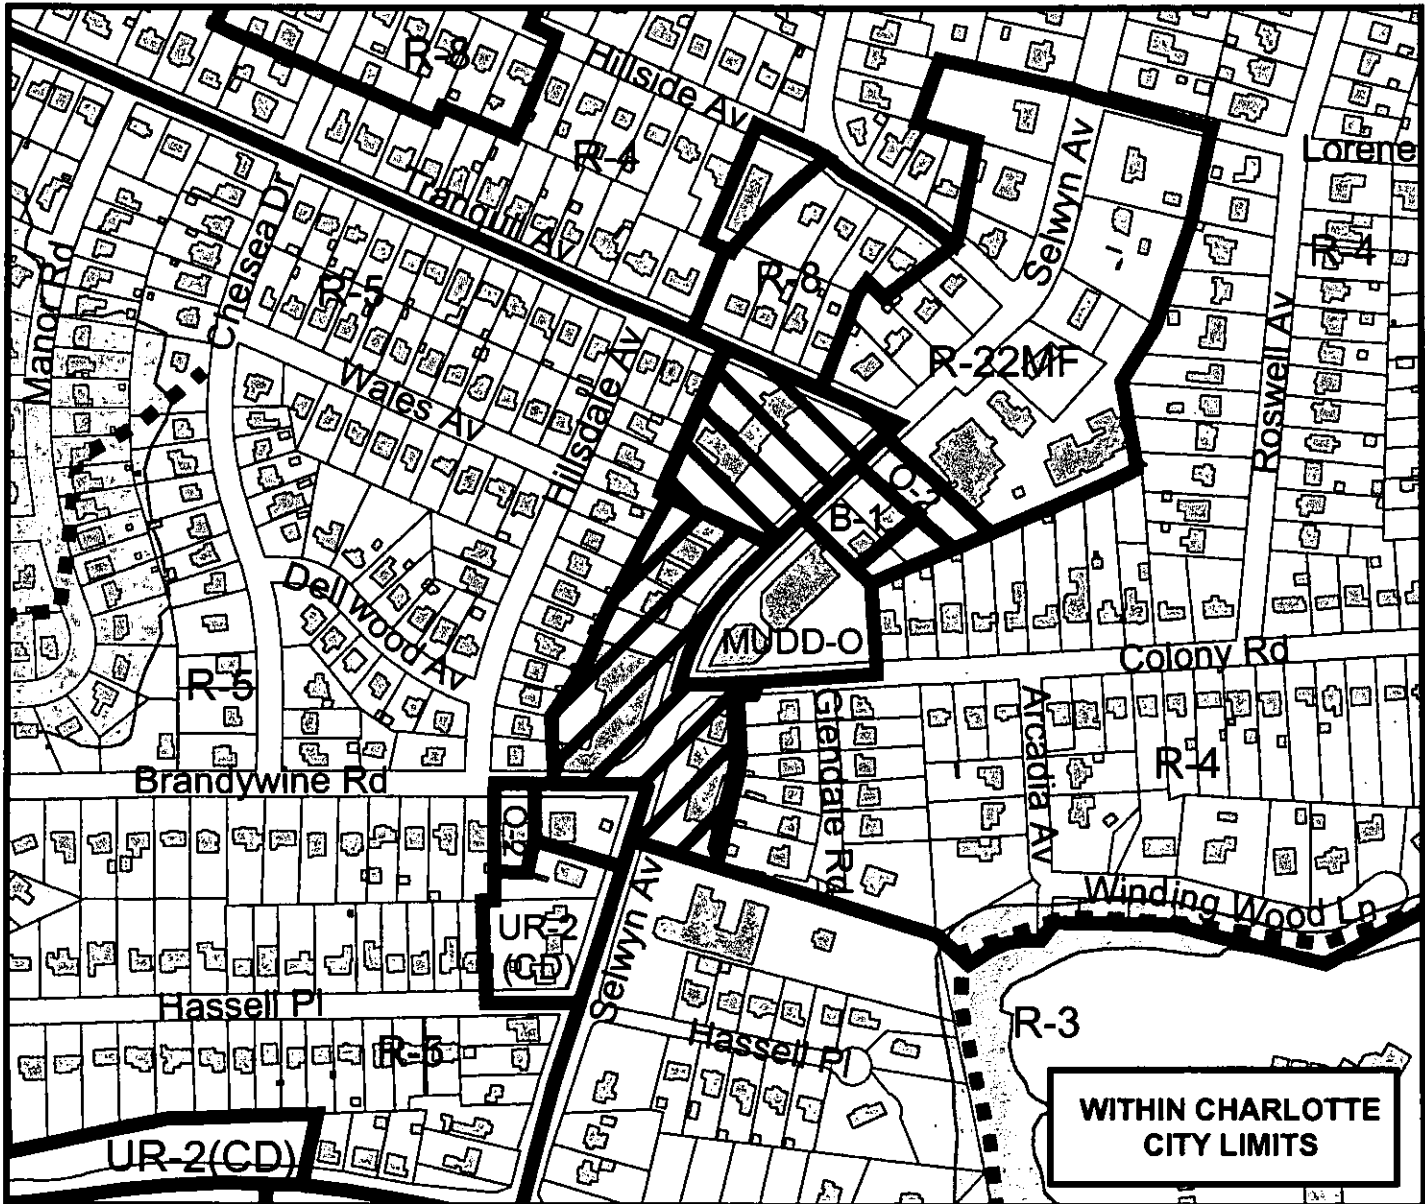 R-8
Hillside Av
R-4
Tranquil Av
Selwyn Av
Lorene
R-4
Manor Rd
Chelsea Dr
R-5
R-8
Roswell Av
Wales Av
Hillsdale Av
R-22MF
O-2
B-1
Dellwood Av
MUDD-O
Colony Rd
R-5
Glendale Rd
Arcadia Av
R-4
Brandywine Rd
O-2
Winding Wood Ln
UR-2
(CD)
Selwyn Av
Hassell Pl
R-5
Hassell Pl
R-3
WITHIN CHARLOTTE
CITY LIMITS
UR-2(CD)